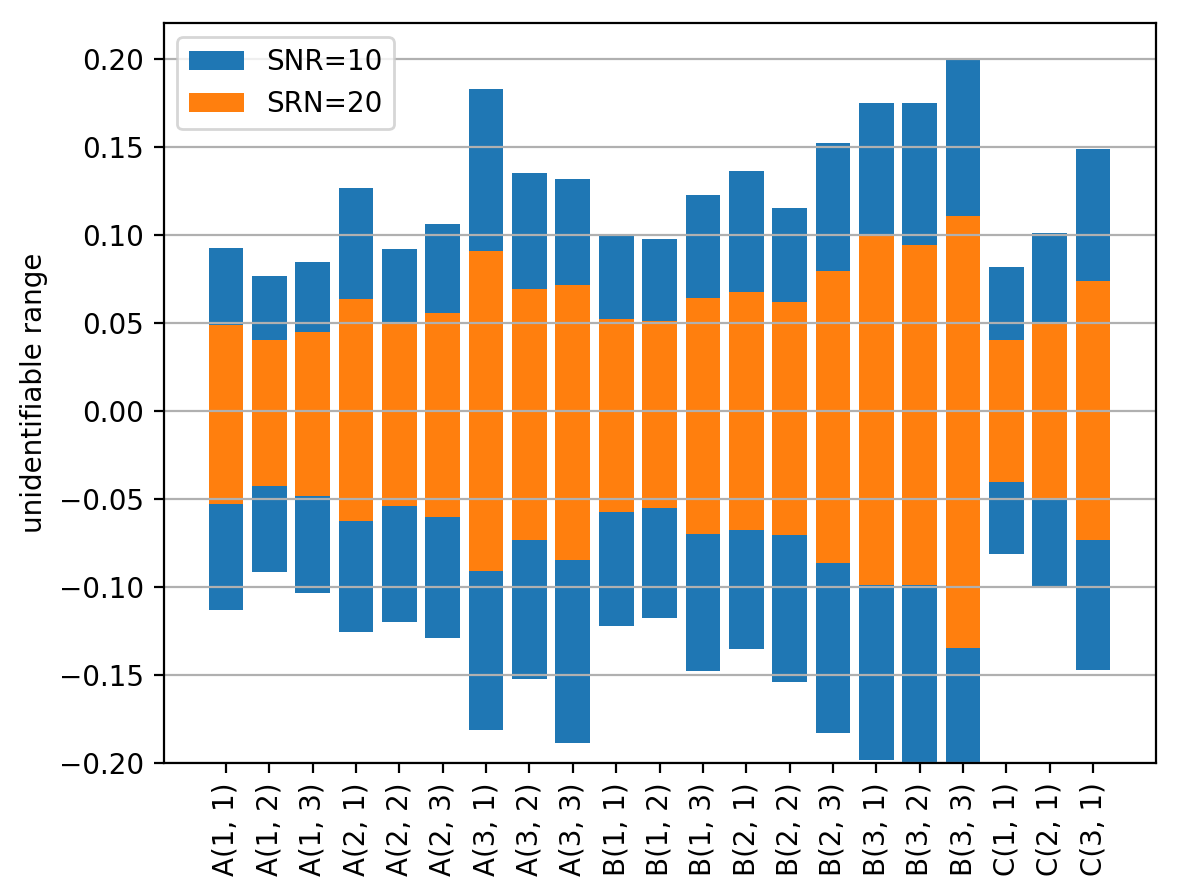 SNR=10
SRN=20
unidentifiable range
0.20
0.15
0.10
0.05
0.00
−0.05
−0.10
−0.15
−0.20
A(1, 1)
A(1, 2)
A(1, 3)
A(2, 1)
A(2, 2)
A(2, 3)
A(3, 1)
A(3, 2)
A(3, 3)
B(1, 1)
B(1, 2)
B(1, 3)
B(2, 1)
B(2, 2)
B(2, 3)
B(3, 1)
B(3, 2)
B(3, 3)
C(1, 1)
C(2, 1)
C(3, 1)